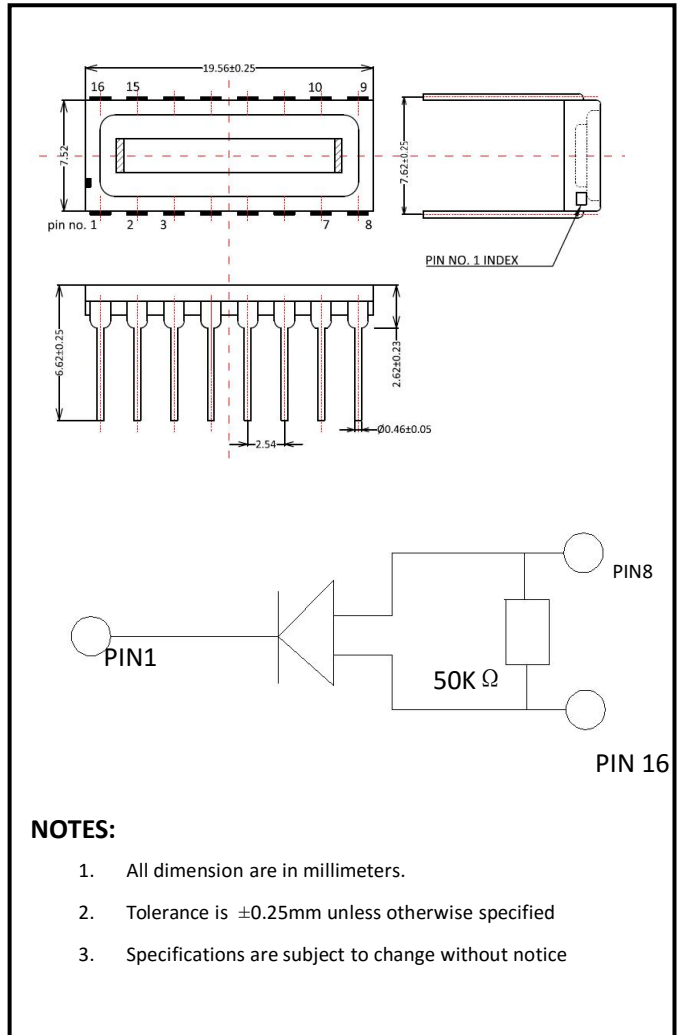 19.56±0.25
16 15 10 9
7.52
7.62±0.25
pin no. 1 2 3 7 8
PIN NO. 1 INDEX
6.62±0.25
2.62±0.23
2.54
Ø0.46±0.05
PIN8
PIN1
50K Ω
PIN 16
NOTES:
1. All dimension are in millimeters.
2. Tolerance is ±0.25mm unless otherwise specified
3. Specifications are subject to change without notice